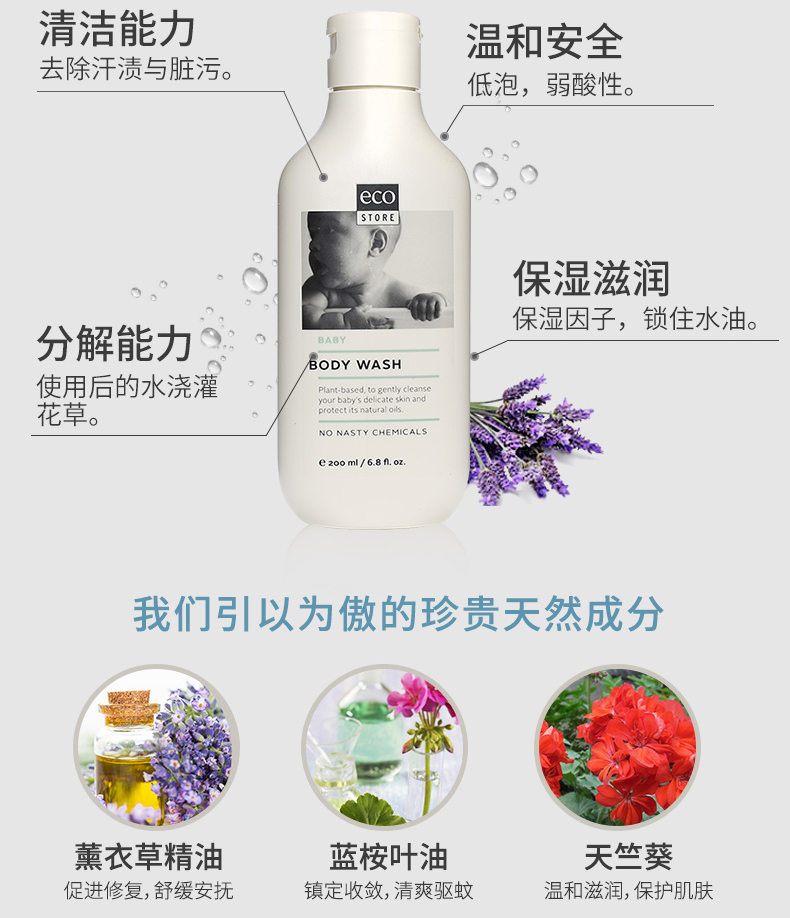 清洁能力
去除汗渍与脏污。
温和安全
低泡，弱酸性。
eco
STORE
保湿滋润
保湿因子，锁住水油。
分解能力
使用后的水浇灌
花草。
BABY
BODY WASH
Plant-based, to gently cleanse
your baby's delicate skin and
protect its natural oils.
NO NASTY CHEMICALS
e 200 ml / 6.8 fl. oz.
我们引以为傲的珍贵天然成分
薰衣草精油
促进修复，舒缓安抚
蓝桉叶油
镇定收敛，清爽驱蚊
天竺葵
温和滋润，保护肌肤